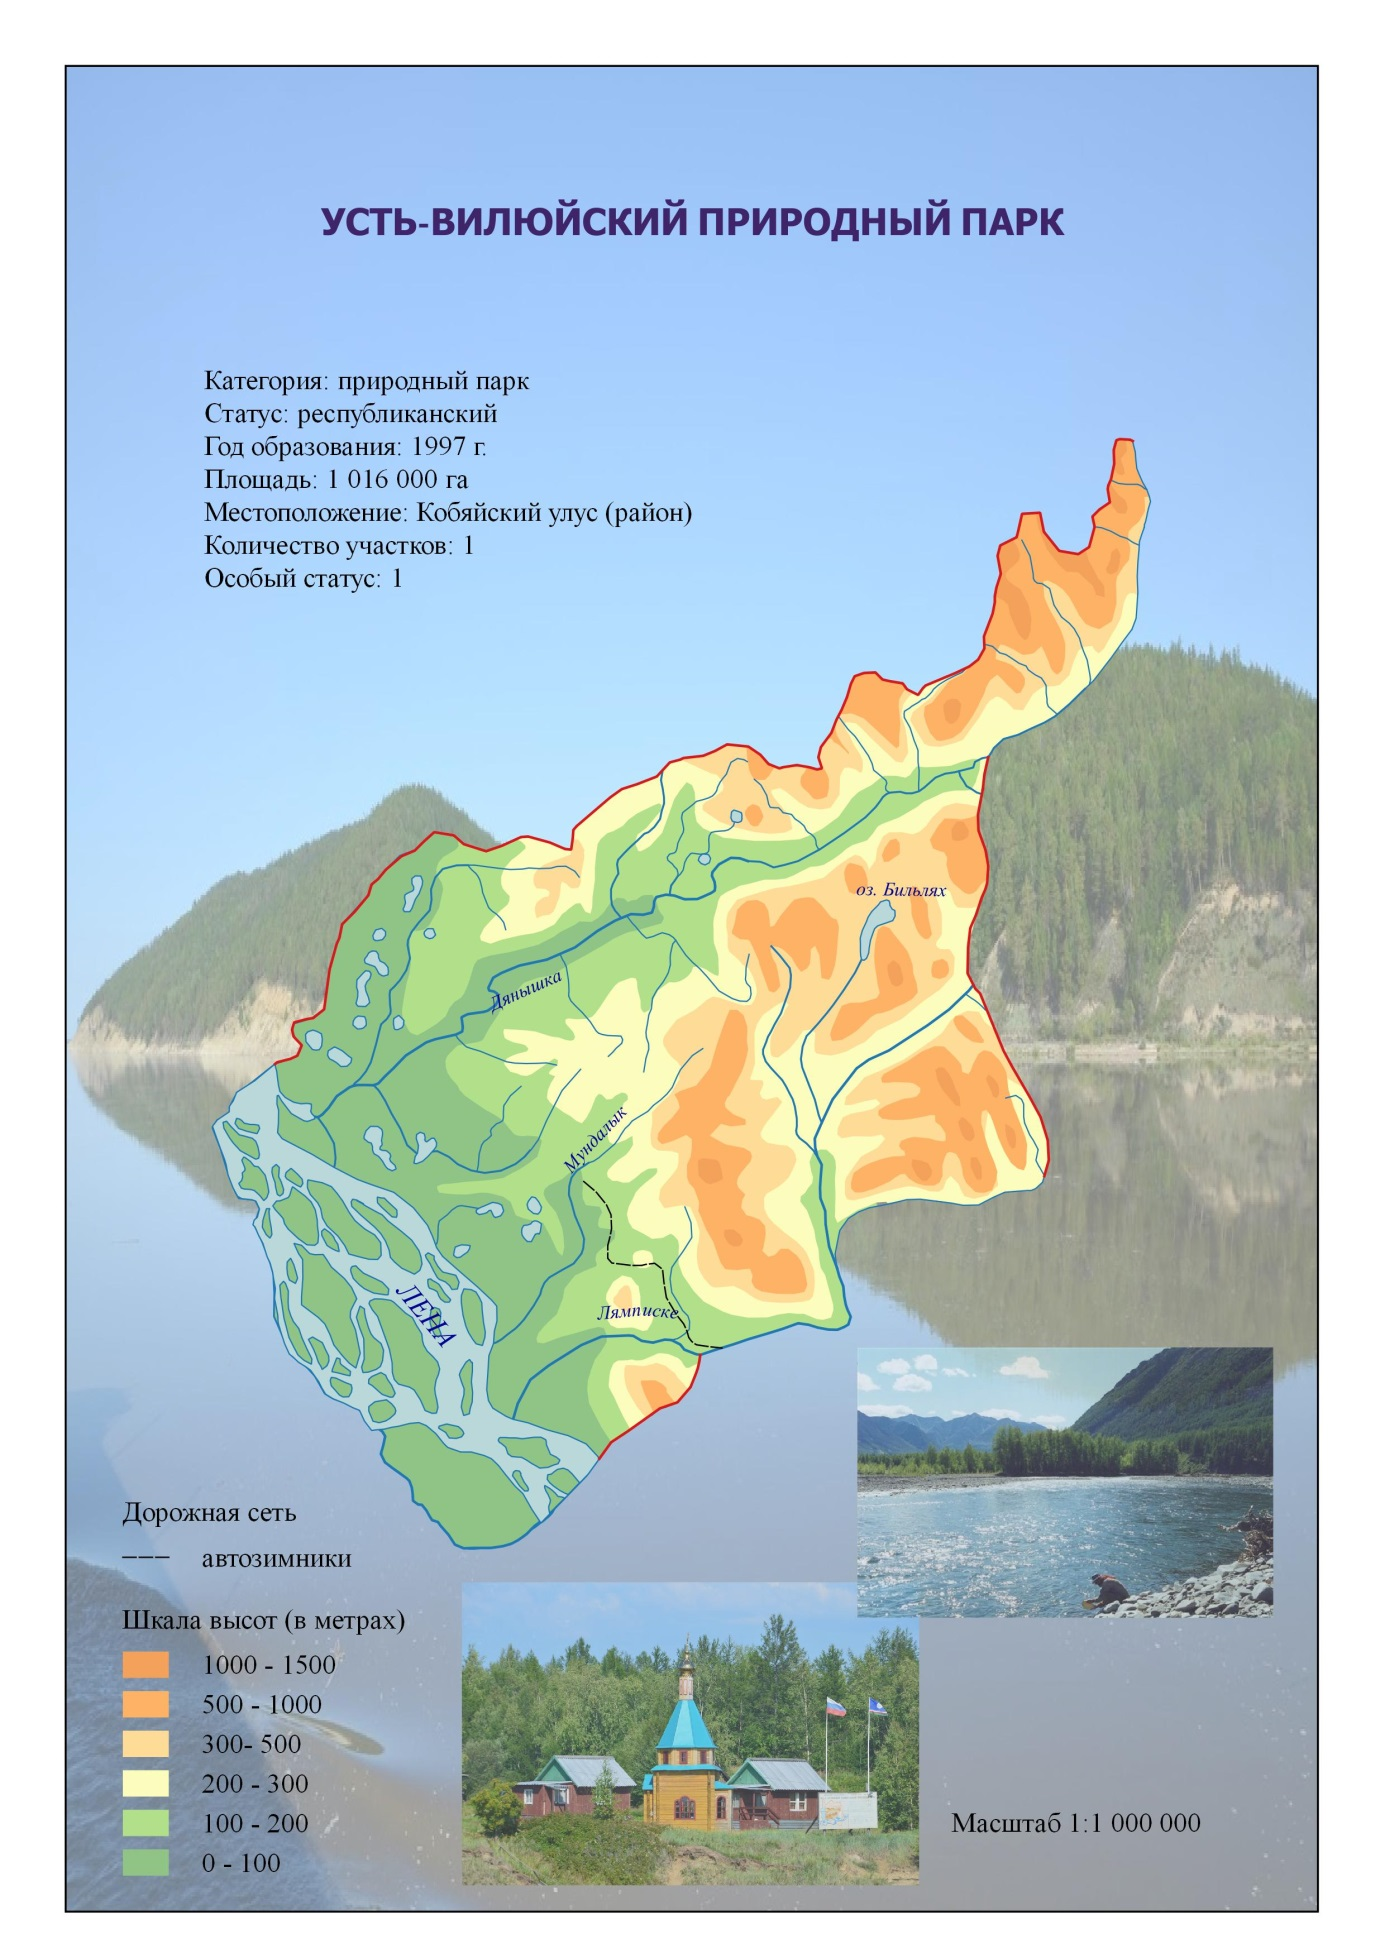 УСТЬ-ВИЛЮЙСКИЙ ПРИРОДНЫЙ ПАРК
Категория: природный парк
Статус: республиканский
Год образования: 1997 г.
Площадь: 1 016 000 га
Местоположение: Кобяйский улус (район)
Количество участков: 1
Особый статус: 1
оз. Бильлях
Дянышка
Мундалык
ЛЕНА
Лямписке
Дорожная сеть
автозимники
Шкала высот (в метрах)
1000 - 1500
500 - 1000
300- 500
200 - 300
100 - 200
0 - 100
Масштаб 1:1 000 000